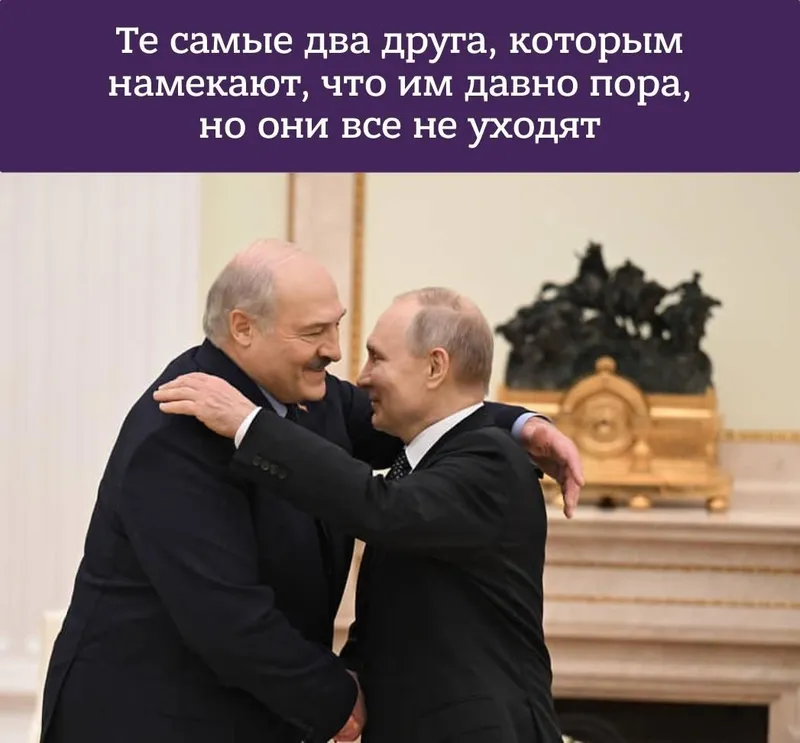 Те самые два друга, которым
намекают, что им давно пора,
но они все не уходят